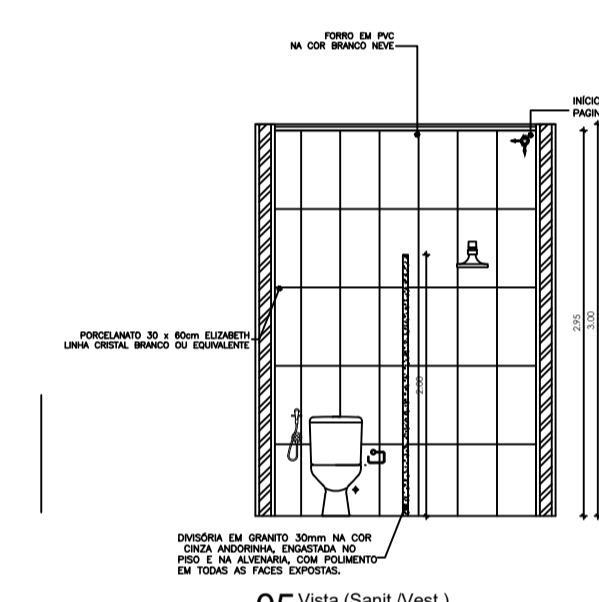 FORRO EM PVC
NA COR BRANCO NEVE
INÍCIO
PAGIN
2.95
3.00
PORCELANATO 30 x 60cm ELIZABETH
LINHA CRISTAL BRANCO OU EQUIVALENTE
2.00
DIVISÓRIA EM GRANITO 30mm NA COR
CINZA ANDORINHA, ENGASTADA NO
PISO E NA ALVENARIA, COM POLIMENTO
EM TODAS AS FACES EXPOSTAS.
05 Vista (Sanit./Vest.)